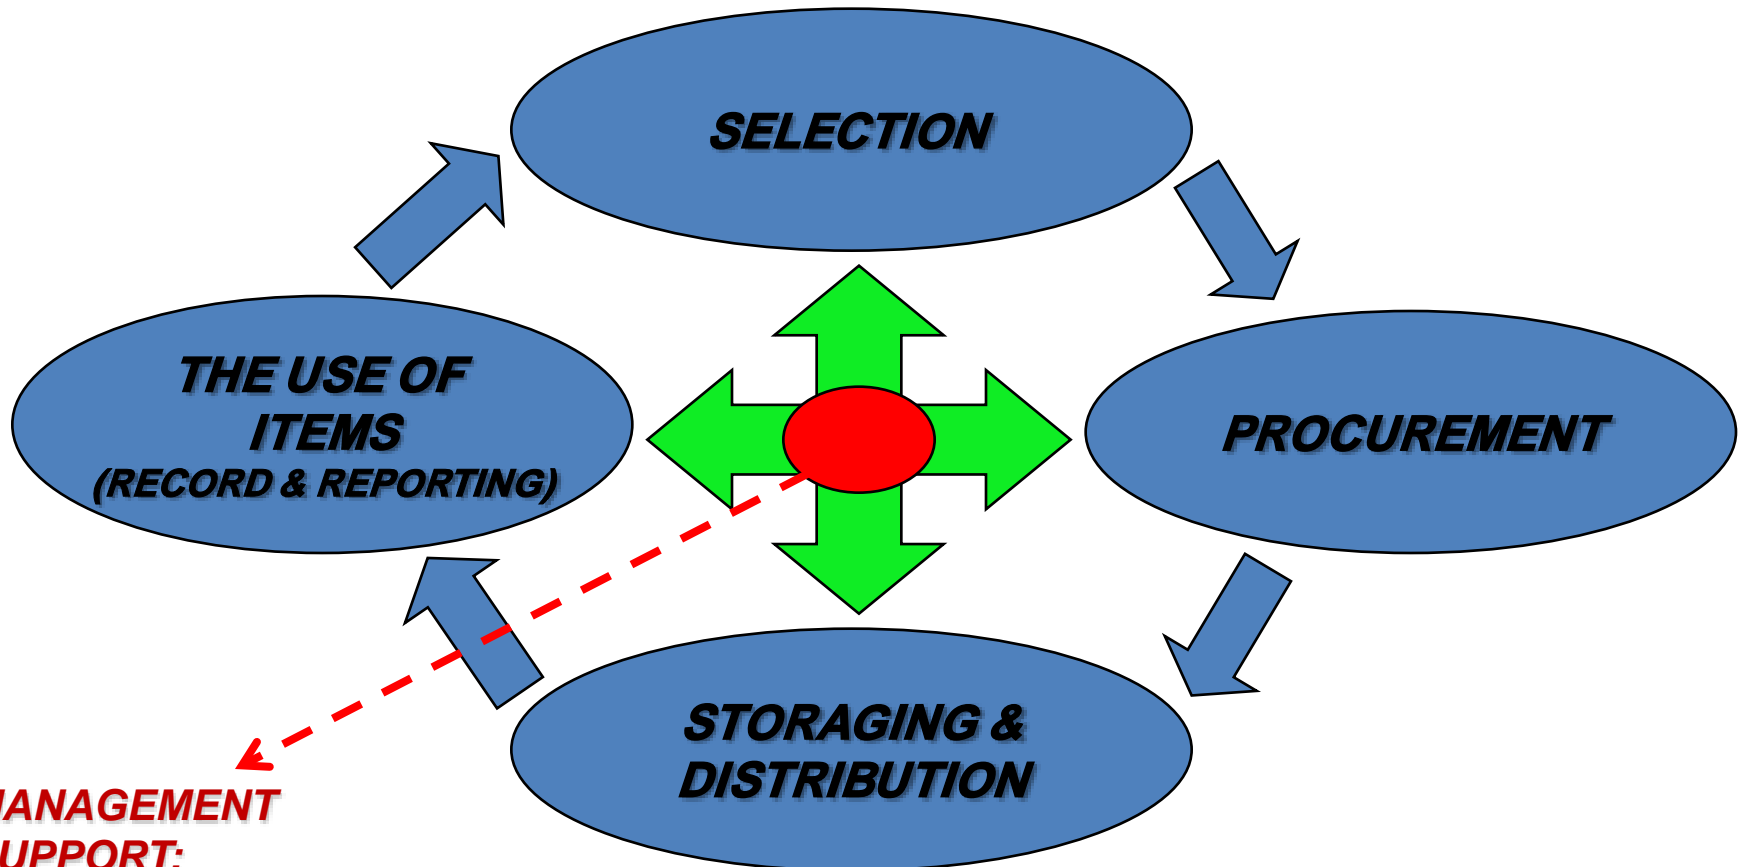 SELECTION
THE USE OF
ITEMS
(RECORD & REPORTING)
PROCUREMENT
STORAGING &
DISTRIBUTION